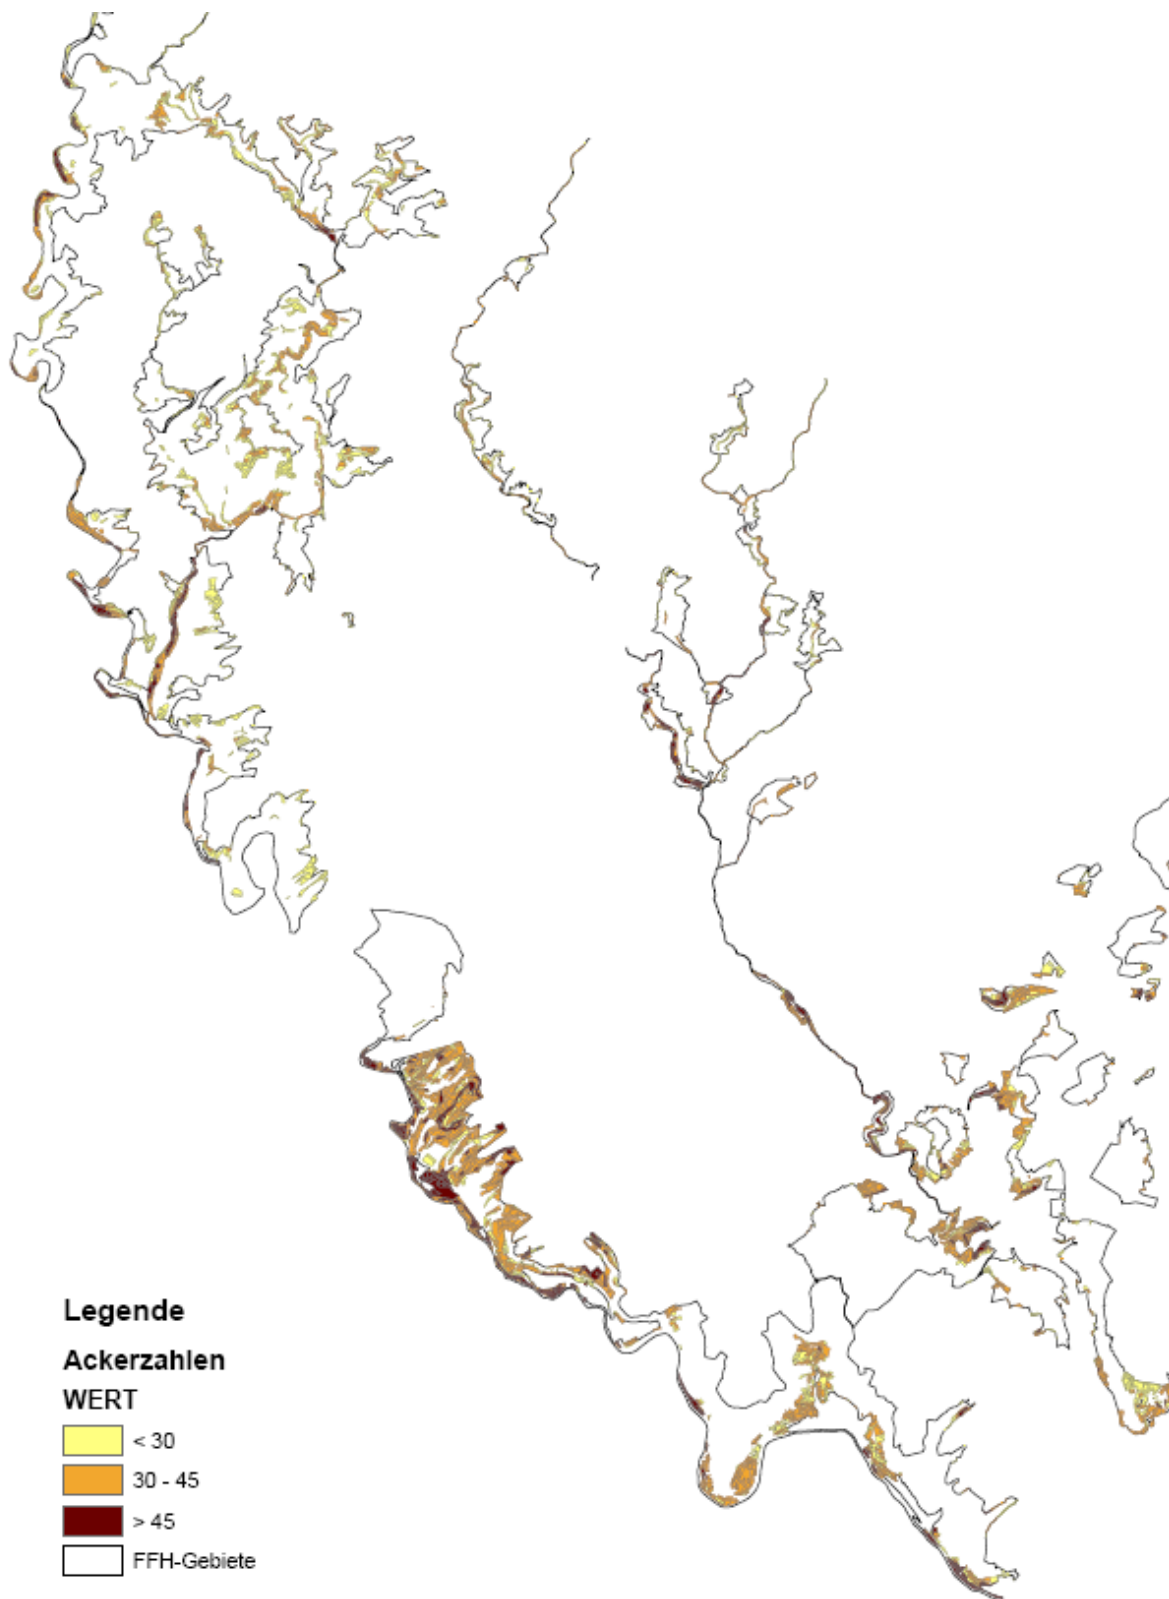 Legende
Ackerzahlen
WERT
< 30
30 - 45
> 45
FFH-Gebiete